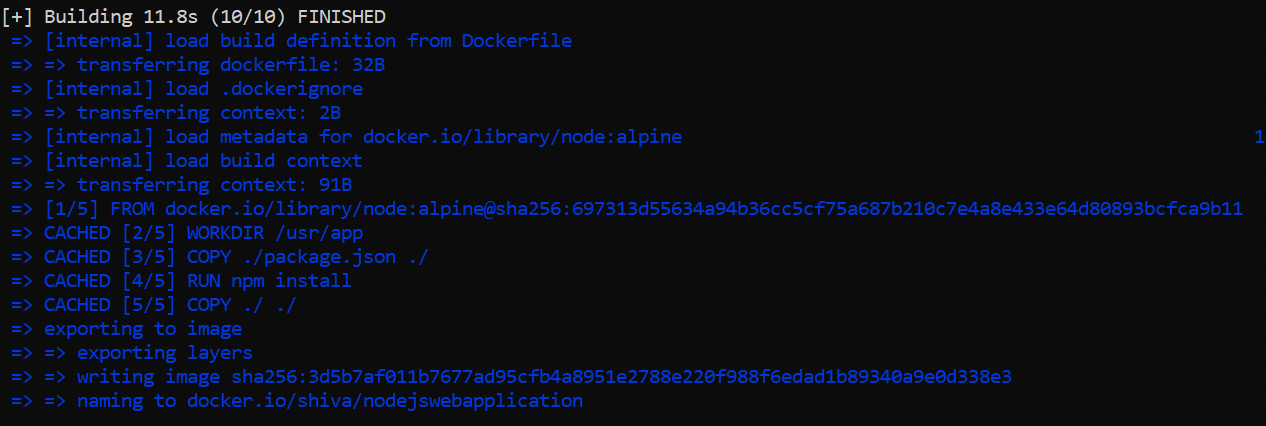 [+] Building 11.8s (10/10) FINISHED
=> [internal] load build definition from Dockerfile
=> => transferring dockerfile: 32B
=> [internal] load .dockerignore
=> => transferring context: 2B
=> [internal] load metadata for docker.io/library/node:alpine 1
=> [internal] load build context
=> => transferring context: 91B
=> [1/5] FROM docker.io/library/node:alpine@sha256:697313d55634a94b36cc5cf75a687b210c7e4a8e433e64d80893bcfca9b11
=> CACHED [2/5] WORKDIR /usr/app
=> CACHED [3/5] COPY ./package.json ./
=> CACHED [4/5] RUN npm install
=> CACHED [5/5] COPY ./ ./
=> exporting to image
=> => exporting layers
=> => writing image sha256:3d5b7af011b7677ad95cfb4a8951e2788e220f988f6edad1b89340a9e0d338e3
=> => naming to docker.io/shiva/nodejswebapplication